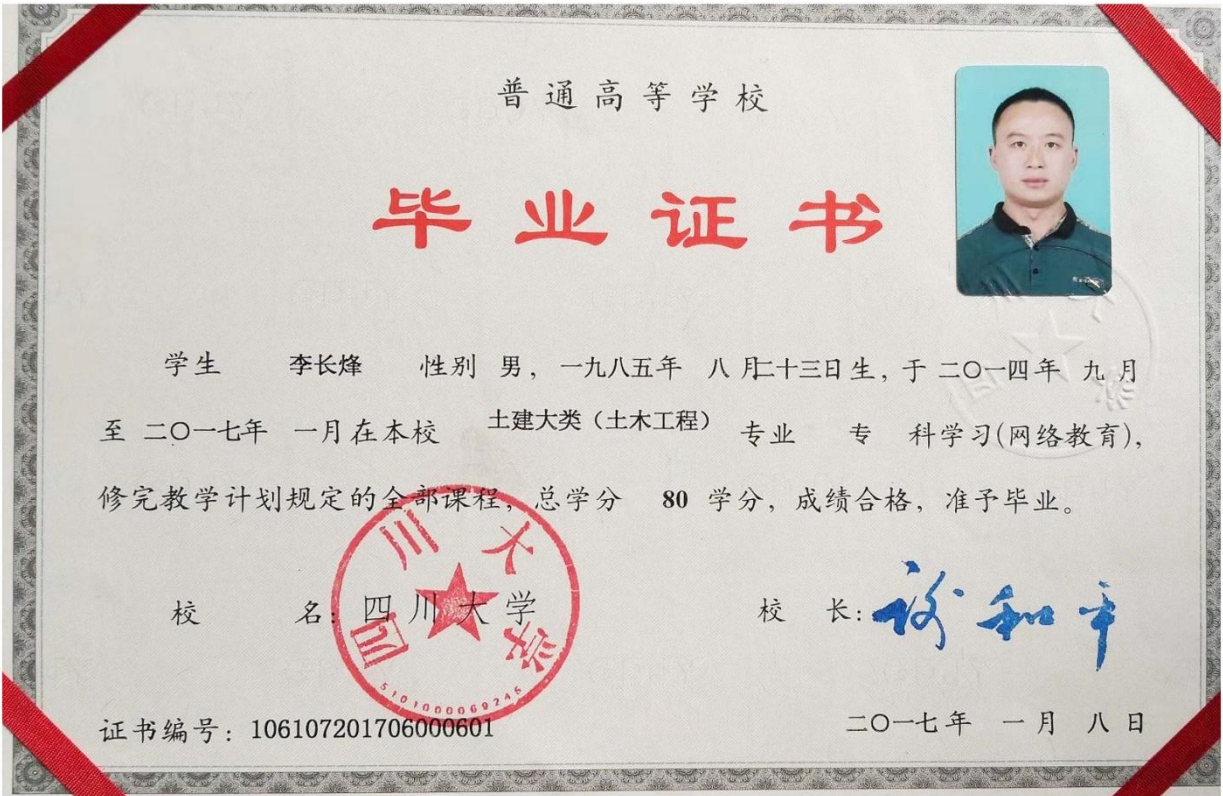 普通高等学校
毕业证书
学生 李长烽 性别 男，一九八五年 八月二十三日生，于二〇一四年 九月
至二〇一七年 一月在本校 土建大类（土木工程） 专业 专 科学习(网络教育)，
修完教学计划规定的全部课程，总学分 80 学分，成绩合格，准予毕业。
校 名：四川大学
校 长：谢和平
四川大学
5101000069246
证书编号：106107201706000601
二〇一七年 一月 八日